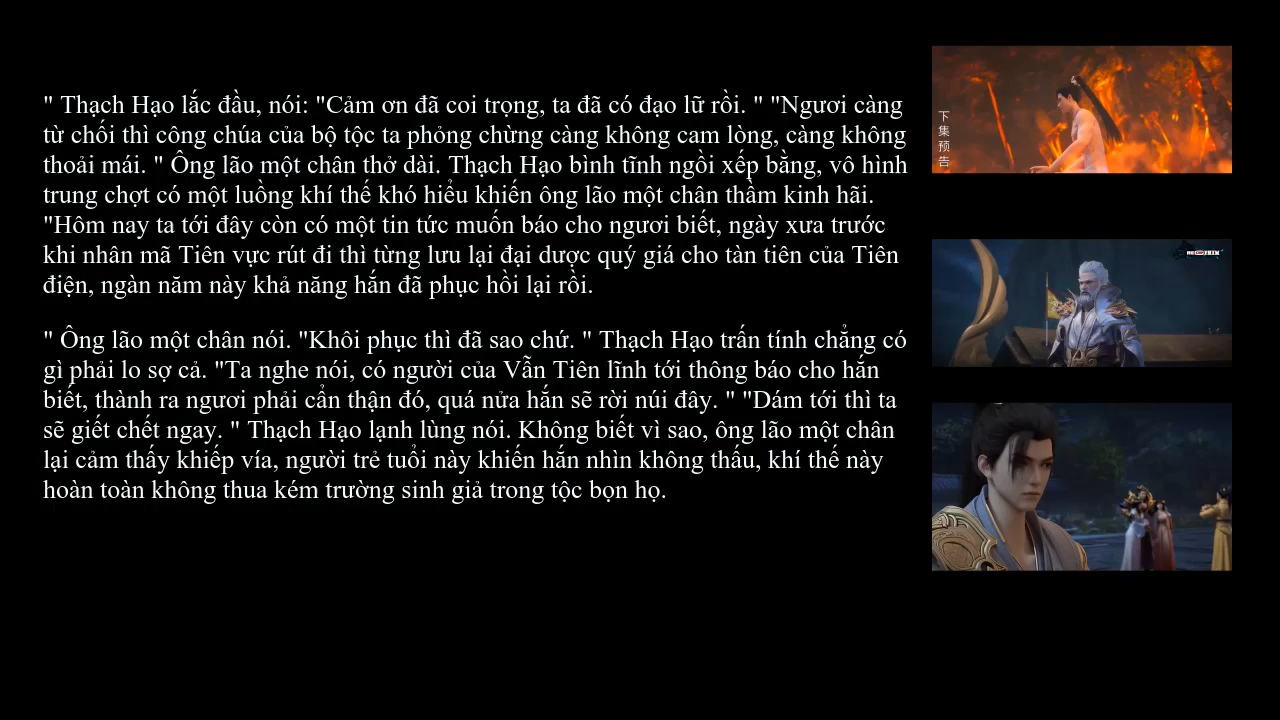 " Thạch Hạo lắc đầu, nói: "Cảm ơn đã coi trọng, ta đã có đạo lữ rồi. " "Ngươi càng
từ chối thì công chúa của bộ tộc ta phỏng chừng càng không cam lòng, càng không
thoải mái. " Ông lão một chân thở dài. Thạch Hạo bình tĩnh ngồi xếp bằng, vô hình
trung chợt có một luồng khí thế khó hiểu khiến ông lão một chân thầm kinh hãi.
"Hôm nay ta tới đây còn có một tin tức muốn báo cho ngươi biết, ngày xưa trước
khi nhân mã Tiên vực rút đi thì từng lưu lại đại dược quý giá cho tàn tiên của Tiên
điện, ngàn năm này khả năng hắn đã phục hồi lại rồi.
" Ông lão một chân nói. "Khôi phục thì đã sao chứ. " Thạch Hạo trấn tính chẳng có
gì phải lo sợ cả. "Ta nghe nói, có người của Vẫn Tiên lĩnh tới thông báo cho hắn
biết, thành ra ngươi phải cẩn thận đó, quá nửa hắn sẽ rời núi đây. " "Dám tới thì ta
sẽ giết chết ngay. " Thạch Hạo lạnh lùng nói. Không biết vì sao, ông lão một chân
lại cảm thấy khiếp vía, người trẻ tuổi này khiến hắn nhìn không thấu, khí thế này
hoàn toàn không thua kém trường sinh giả trong tộc bọn họ.
下集预告